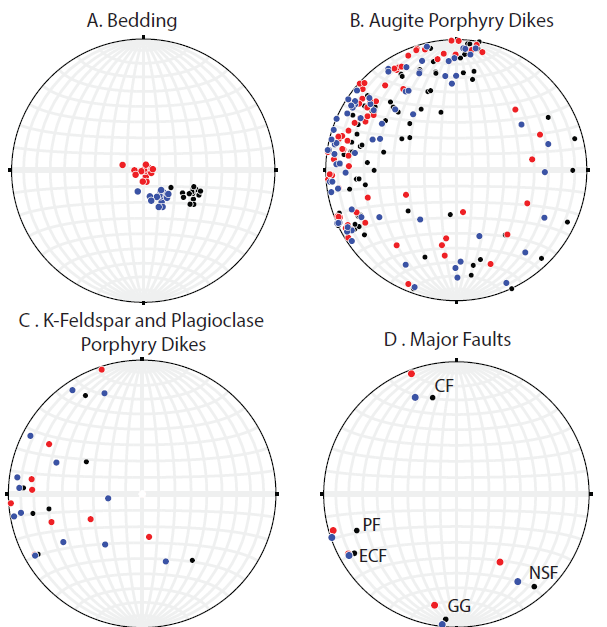 A. Bedding
B. Augite Porphyry Dikes
C . K-Feldspar and Plagioclase
Porphyry Dikes
D . Major Faults
CF
PF
ECF
NSF
GG